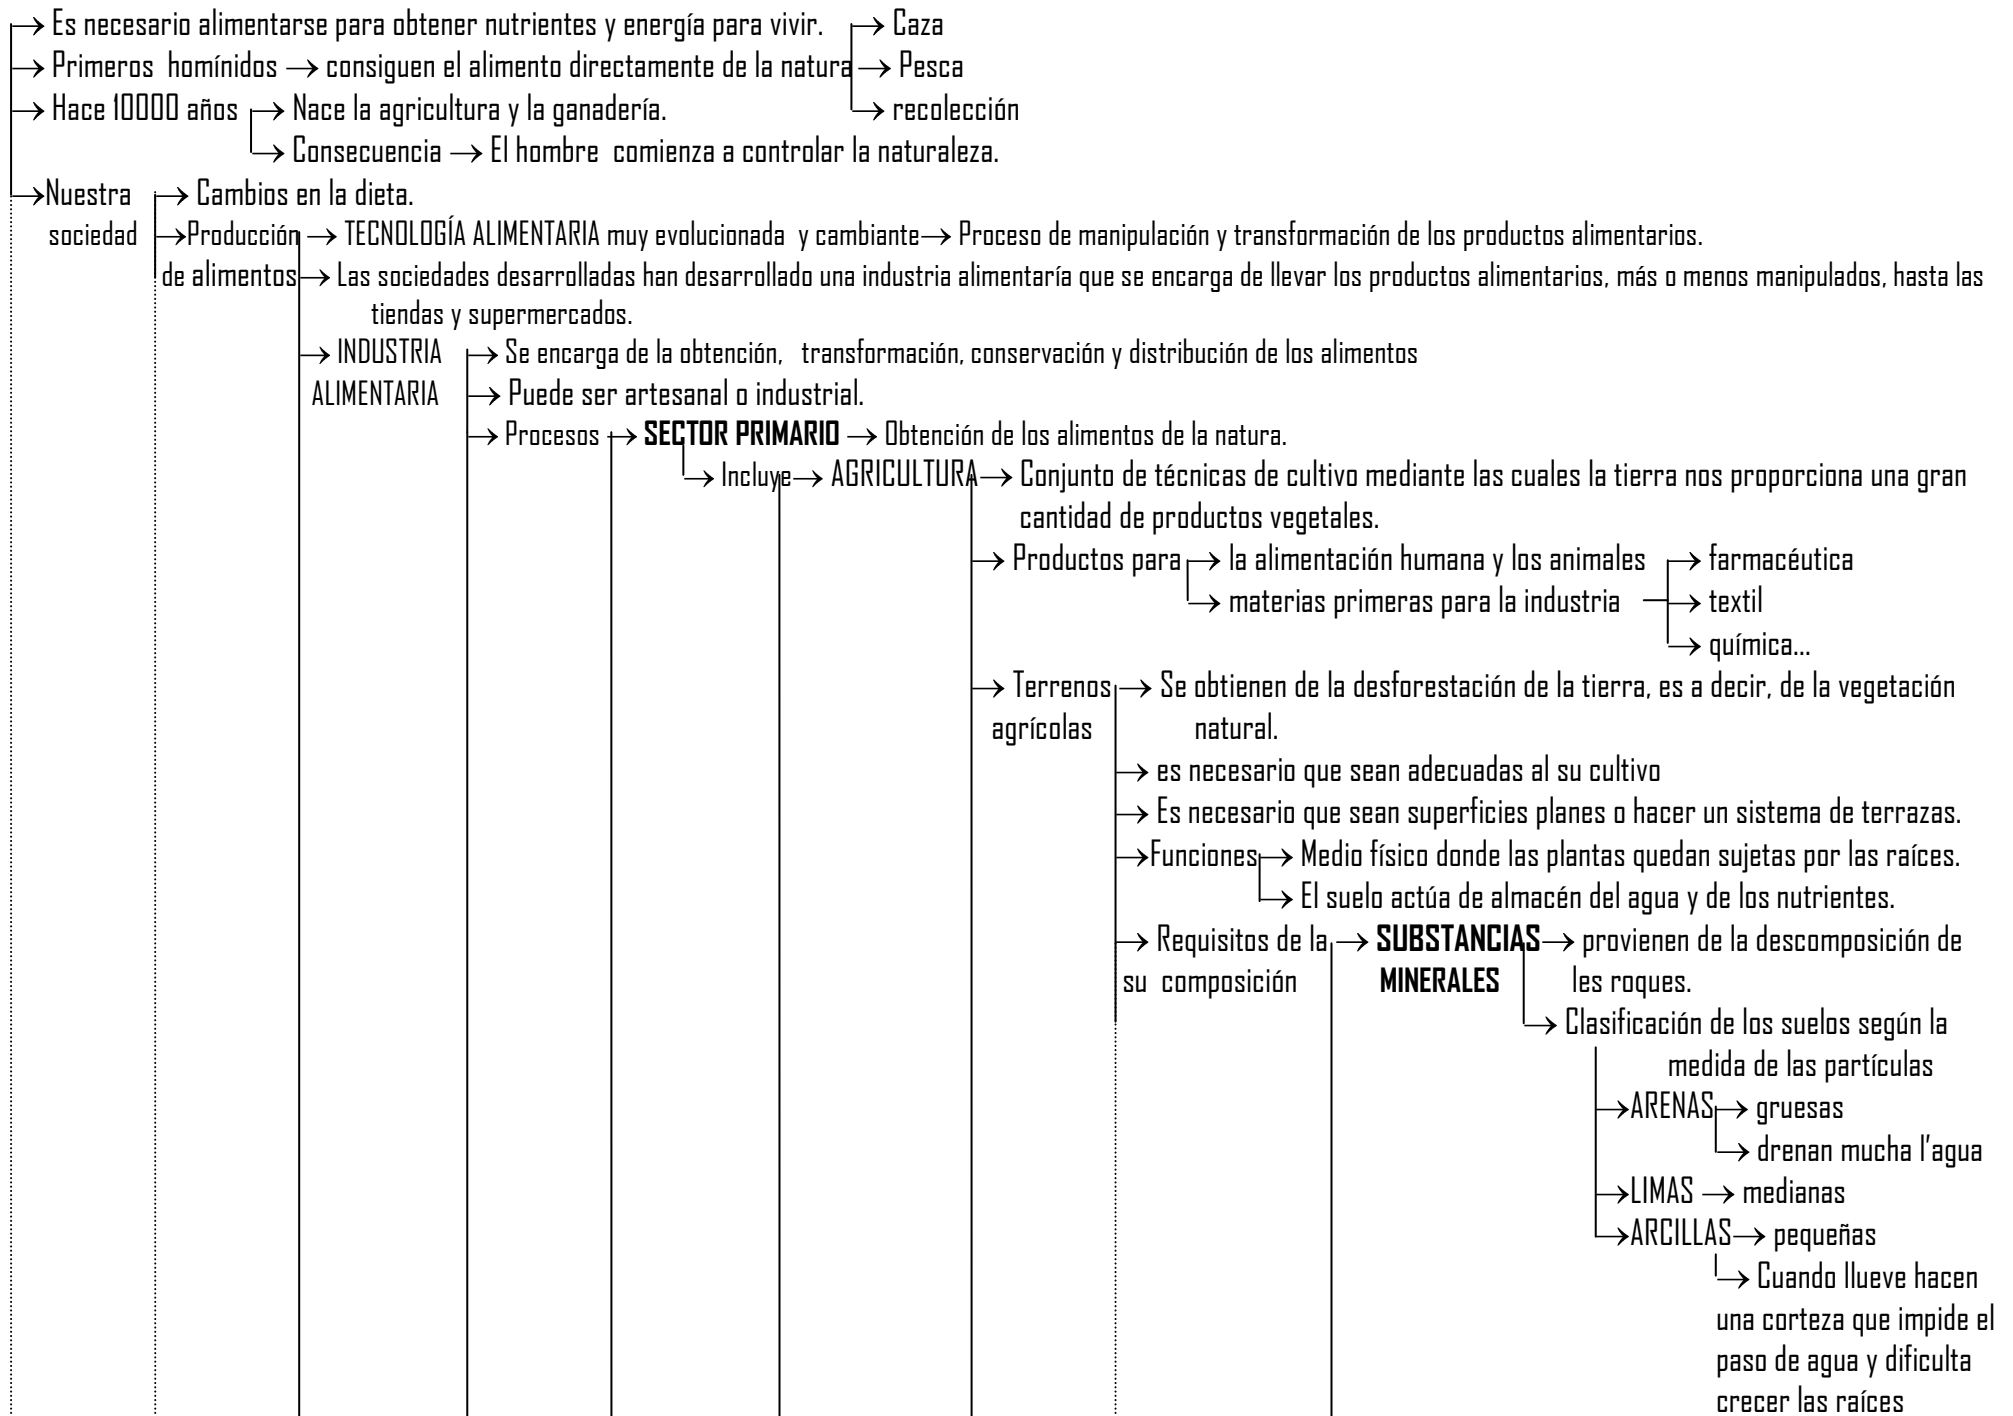 → Es necesario alimentarse para obtener nutrientes y energía para vivir. → Caza
→ Primeros homínidos → consiguen el alimento directamente de la natura → Pesca
→ Hace 10000 años → Nace la agricultura y la ganadería. → recolección
→ Consecuencia → El hombre comienza a controlar la naturaleza.
→Nuestra → Cambios en la dieta.
sociedad →Producción → TECNOLOGÍA ALIMENTARIA muy evolucionada y cambiante→ Proceso de manipulación y transformación de los productos alimentarios.
de alimentos → Las sociedades desarrolladas han desarrollado una industria alimentaría que se encarga de llevar los productos alimentarios, más o menos manipulados, hasta las
tiendas y supermercados.
→ INDUSTRIA → Se encarga de la obtención, transformación, conservación y distribución de los alimentos
ALIMENTARIA → Puede ser artesanal o industrial.
→ Procesos → SECTOR PRIMARIO → Obtención de los alimentos de la natura.
→ Incluye→ AGRICULTURA→ Conjunto de técnicas de cultivo mediante las cuales la tierra nos proporciona una gran
cantidad de productos vegetales.
→ Productos para → la alimentación humana y los animales → farmacéutica
→ materias primeras para la industria → textil
→ química...
→ Terrenos → Se obtienen de la desforestación de la tierra, es a decir, de la vegetación
agrícolas natural.
→ es necesario que sean adecuadas al su cultivo
→ Es necesario que sean superficies planes o hacer un sistema de terrazas.
→Funciones → Medio físico donde las plantas quedan sujetas por las raíces.
→ El suelo actúa de almacén del agua y de los nutrientes.
→ Requisitos de la → SUBSTANCIAS → provienen de la descomposición de
su composición MINERALES les roques.
→ Clasificación de los suelos según la
medida de las partículas
→ARENAS → gruesas
→ drenan mucha l'agua
→LIMAS → medianas
→ARCILLAS→ pequeñas
→ Cuando llueve hacen
una corteza que impide el
paso de agua y dificulta
crecer las raíces